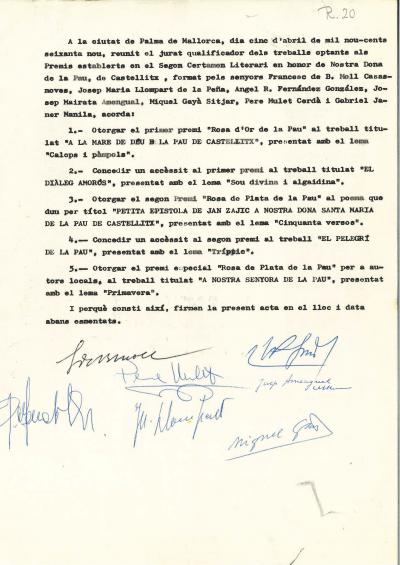 R. 20
A la ciutat de Palma de Mallorca, dia cinc d'abril de mil nou-cents
seixanta nou, reunit el jurat qualificador dels treballs optants als
Premis establerts en el Segon Certamen Literari en honor de Nostra Dona
de la Pau, de Castellitx , format pels senyors Francesc de B. Moll Casas-
noves, Josep Maria Llompart de la Peña, Angel R. Fernández González, Jo-
sep Mairata Amengual, Miquel Gayà Sitjar, Pere Mulet Cerdà i Gabriel Ja-
ner Manila, acorda:
1.- Otorgar el primer premi "Rosa d'Or de la Pau" al treball titu-
lat "A LA MARE DE DÉU DE LA PAU DE CASTELLITX", presentat amb el lema
"Calops i pàmpols".
2.- Concedir un accèssit al primer premi al treball titulat "EL
DIÀLEG AMORÓS", presentat amb el lema "Sou divina i algaidina".
3.- Otorgar el segon Premi "Rosa de Plata de la Pau" al poema que
dum per títol "PETITA EPISTOLA DE JAN ZAJIC A NOSTRA DONA SANTA MARIA
DE LA PAU DE CASTELLITX", presentat amb el lema "Cinquanta versos".
4.-- Concedir un accèssit al segon premi al treball "EL PELEGRÍ
DE LA PAU", presentat amb el lema "Tríptic".
5.- Otorgar el premi especial "Rosa de Plata de la Pau" per a au-
tors locals, al treball titulat "A NOSTRA SENYORA DE LA PAU", presentat
amb el lema "Primavera".
I perquè consti així, firmen la present acta en el lloc i data
abans esmentats.
Pere Mulet
Josep Amengual
Miquel Gayà